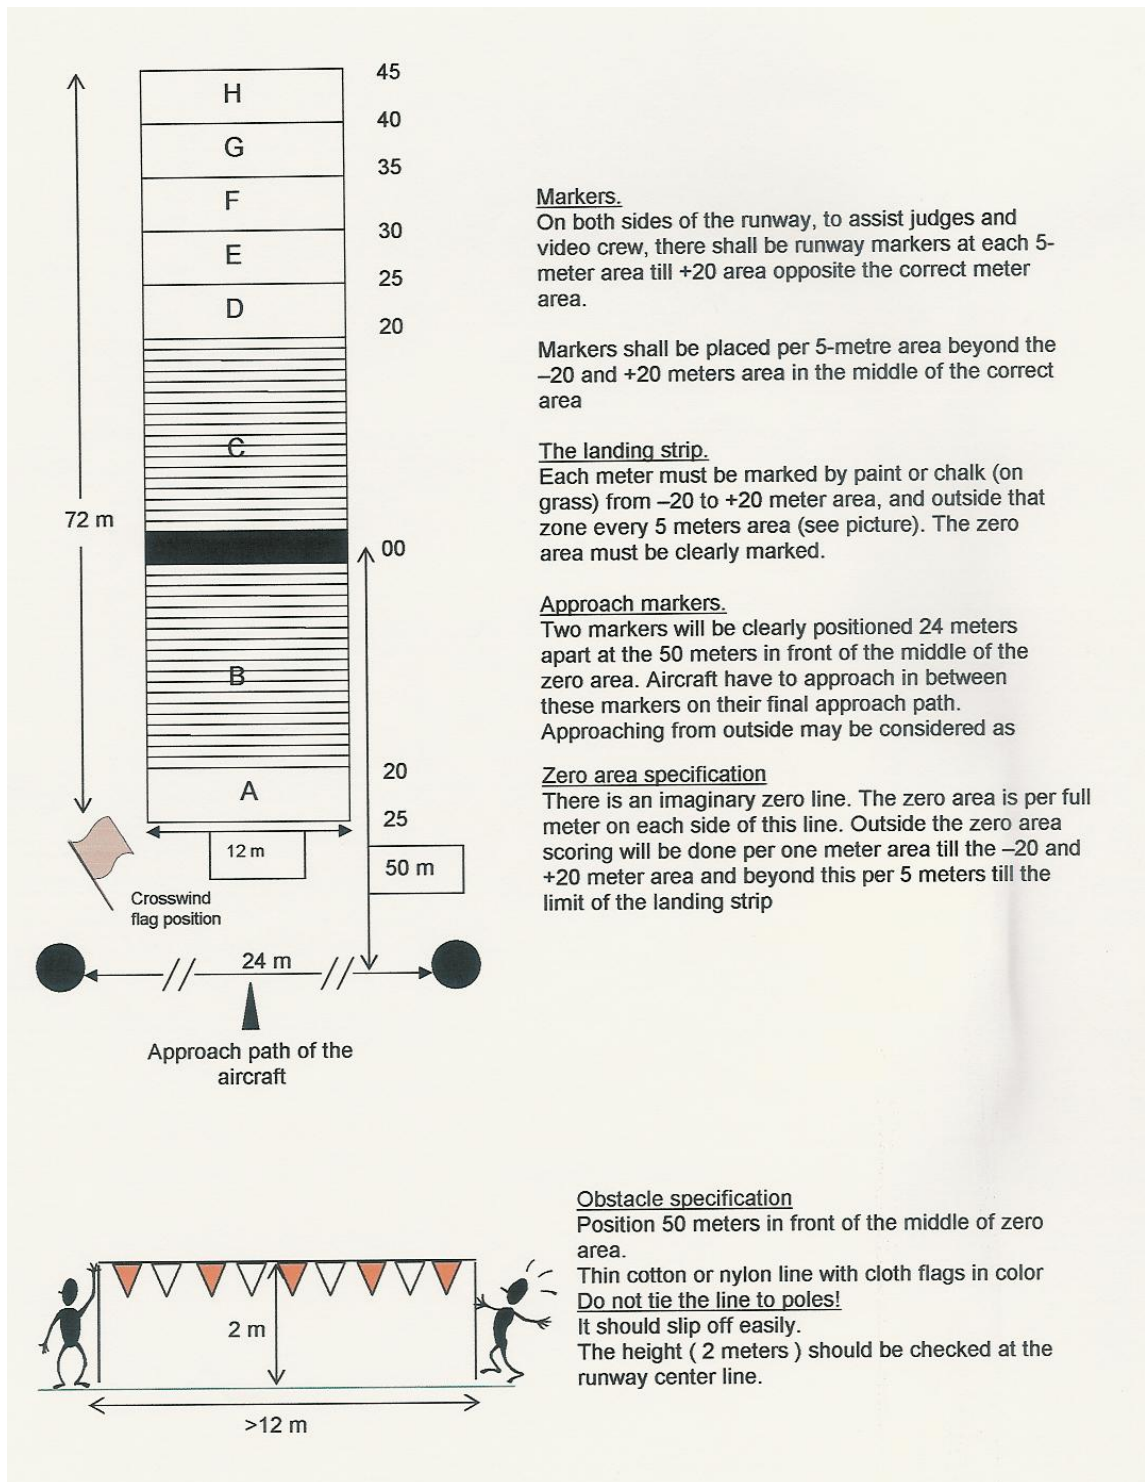 H
45
40
G
35
F
30
E
25
D
20
C
72 m
00
B
20
A
25
12 m
50 m
Crosswind
flag position
24 m
Approach path of the
aircraft
Markers.
On both sides of the runway, to assist judges and
video crew, there shall be runway markers at each 5-
meter area till +20 area opposite the correct meter
area.
Markers shall be placed per 5-metre area beyond the
–20 and +20 meters area in the middle of the correct
area
The landing strip.
Each meter must be marked by paint or chalk (on
grass) from –20 to +20 meter area, and outside that
zone every 5 meters area (see picture). The zero
area must be clearly marked.
Approach markers.
Two markers will be clearly positioned 24 meters
apart at the 50 meters in front of the middle of the
zero area. Aircraft have to approach in between
these markers on their final approach path.
Approaching from outside may be considered as
Zero area specification
There is an imaginary zero line. The zero area is per full
meter on each side of this line. Outside the zero area
scoring will be done per one meter area till the –20 and
+20 meter area and beyond this per 5 meters till the
limit of the landing strip
2 m
>12 m
Obstacle specification
Position 50 meters in front of the middle of zero
area.
Thin cotton or nylon line with cloth flags in color
Do not tie the line to poles!
It should slip off easily.
The height ( 2 meters ) should be checked at the
runway center line.